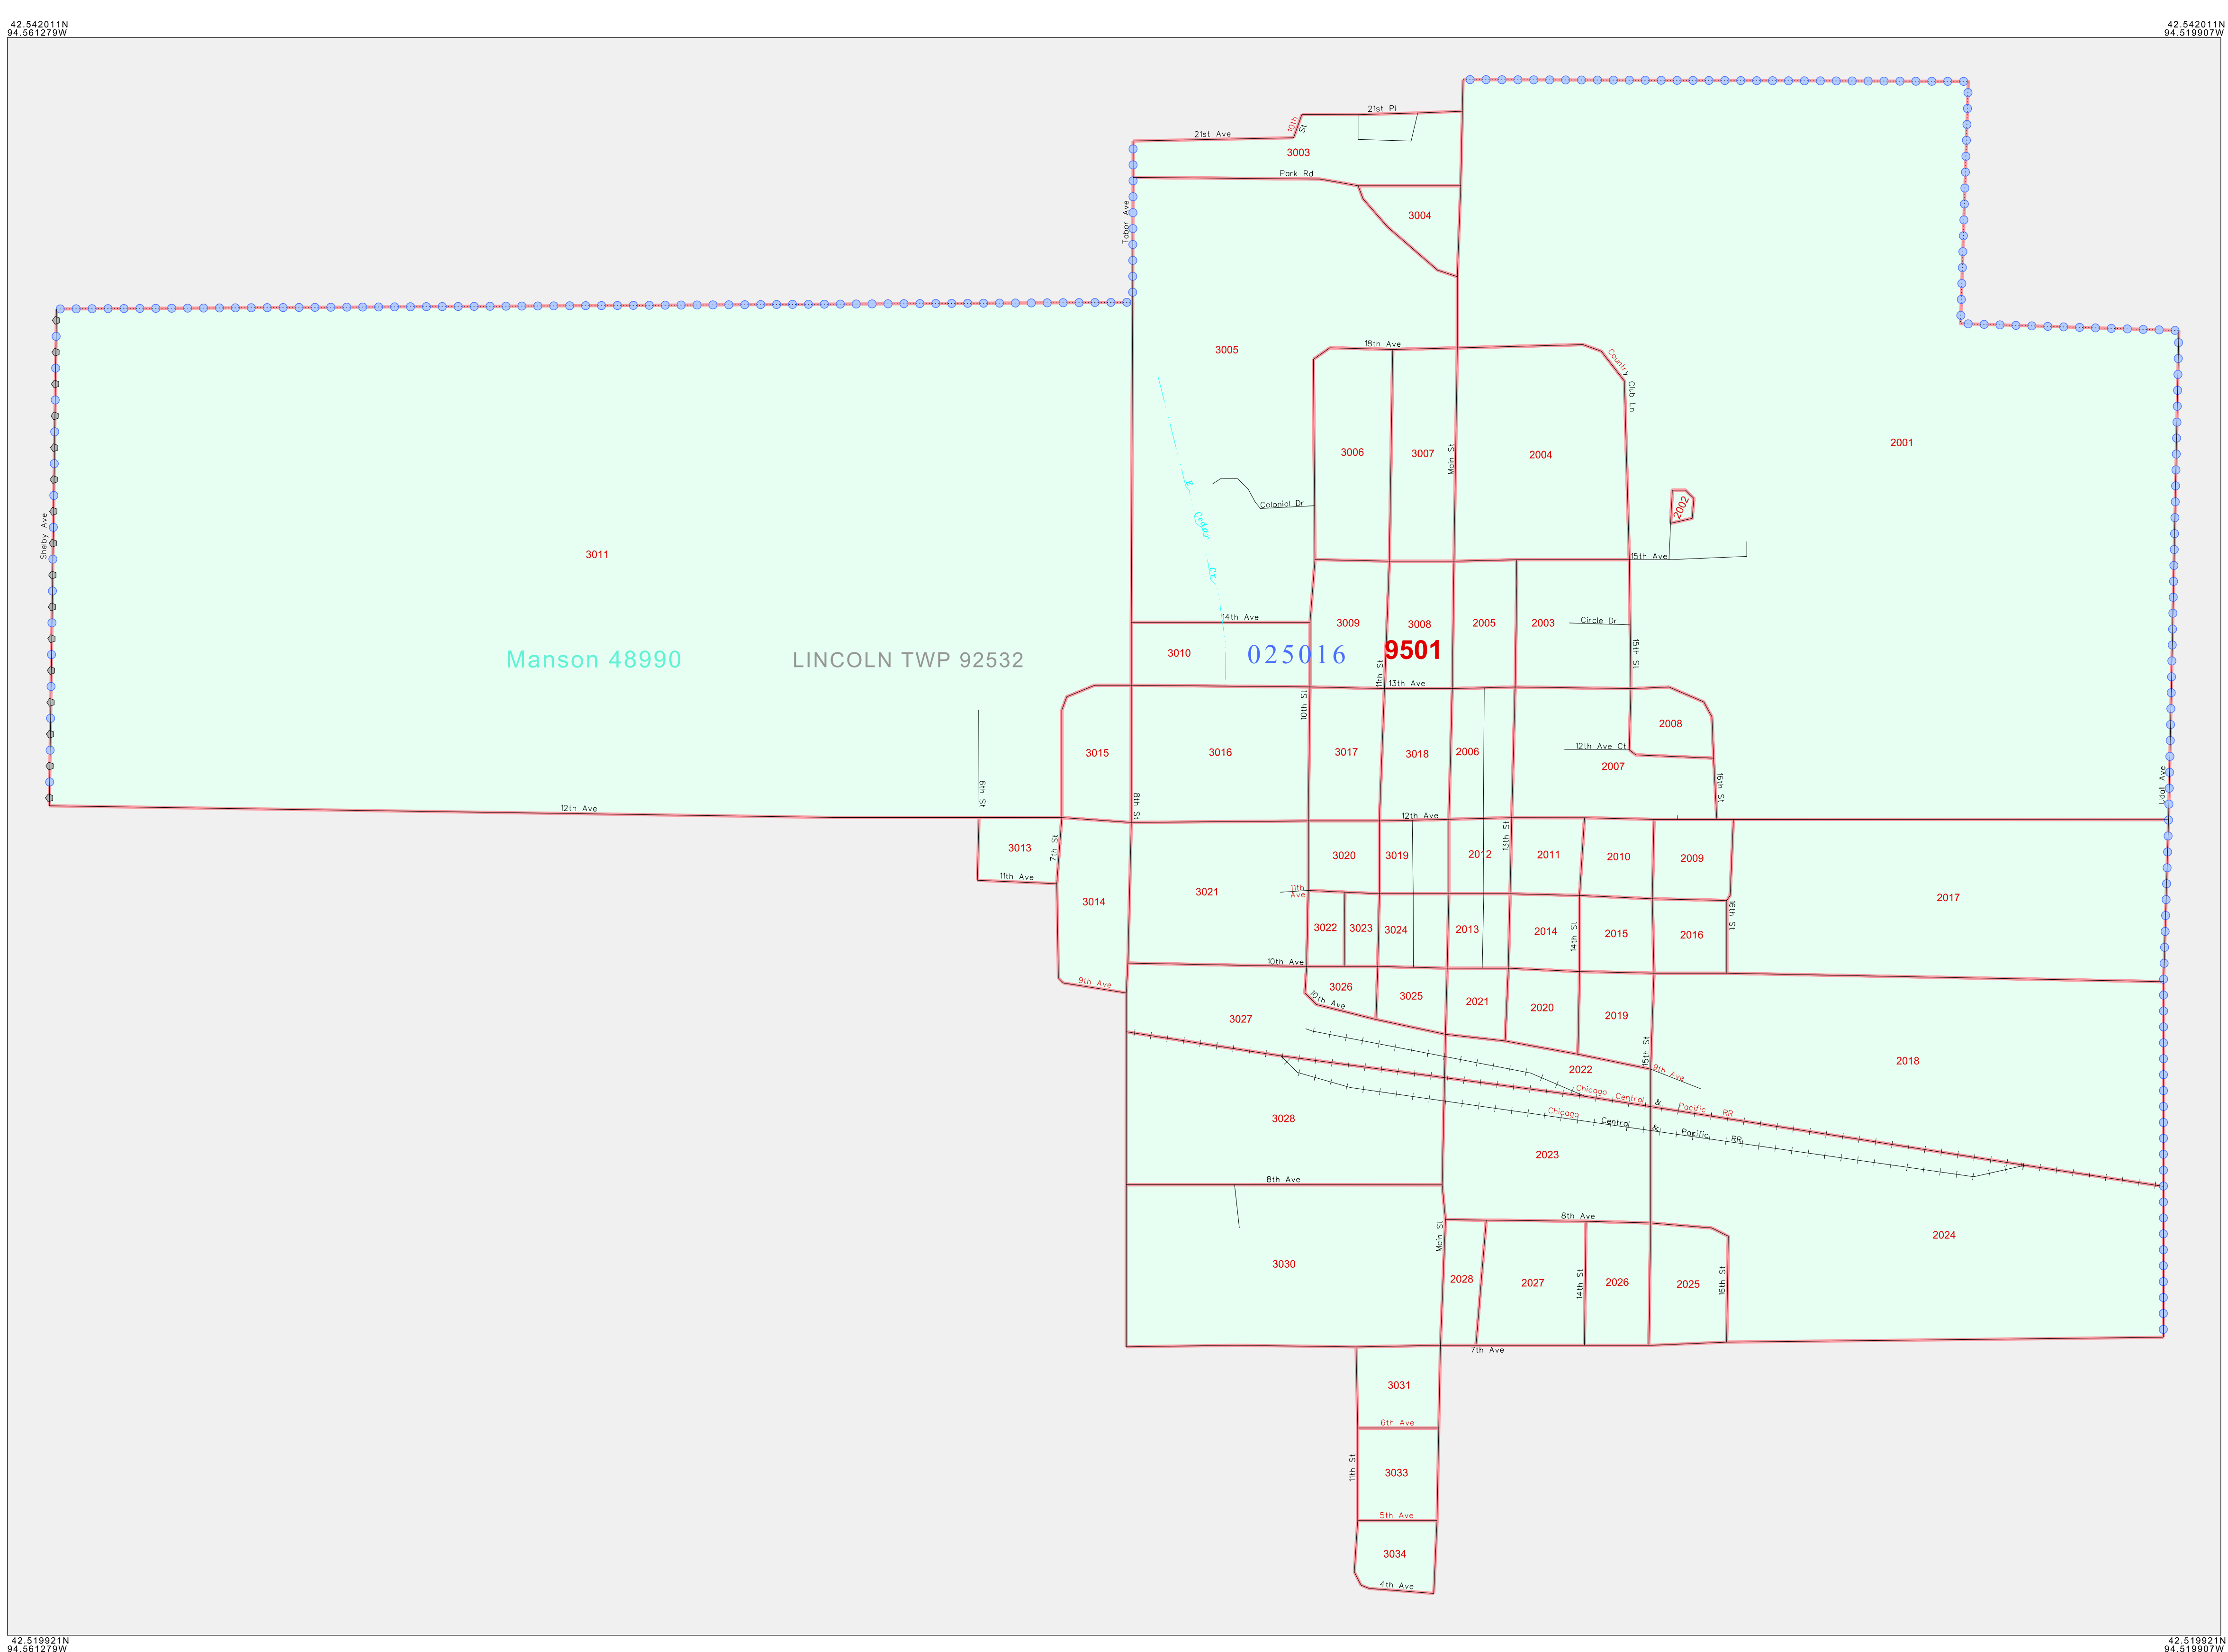 42.542011N
94.561279W
42.542011N
94.519907W
21st Pl
10th St
21st Ave
3003
Park Rd
Tabor Ave
3004
3005
18th Ave
Country Club Ln
2001
3006
3007
Main St
2004
Colonial Dr
E Cedar Cr
2002
Shelby Ave
3011
15th Ave
14th Ave
3009
3008
2005
2003
Circle Dr
3010
Manson 48990
LINCOLN TWP 92532
025016
9501
11th St
15th St
13th Ave
10th St
3015
3016
3017
3018
2006
2008
12th Ave Ct
2007
16th St
Udall Ave
6th St
8th St
12th Ave
12th Ave
3013
7th St
3020
3019
2012
13th St
2011
2010
2009
11th Ave
3014
3021
11th Ave
2017
3022
3023
3024
2013
2014
14th St
2015
2016
16th St
10th Ave
9th Ave
3026
10th Ave
3025
2021
2020
2019
3027
15th St
2018
2022
9th Ave
Chicago Central & Pacific RR
Chicago Central & Pacific RR
3028
2023
8th Ave
8th Ave
Main St
3030
2028
2027
14th St
2026
2025
16th St
2024
7th Ave
3031
6th Ave
11th St
3033
5th Ave
3034
4th Ave
42.519921N
94.561279W
42.519921N
94.519907W